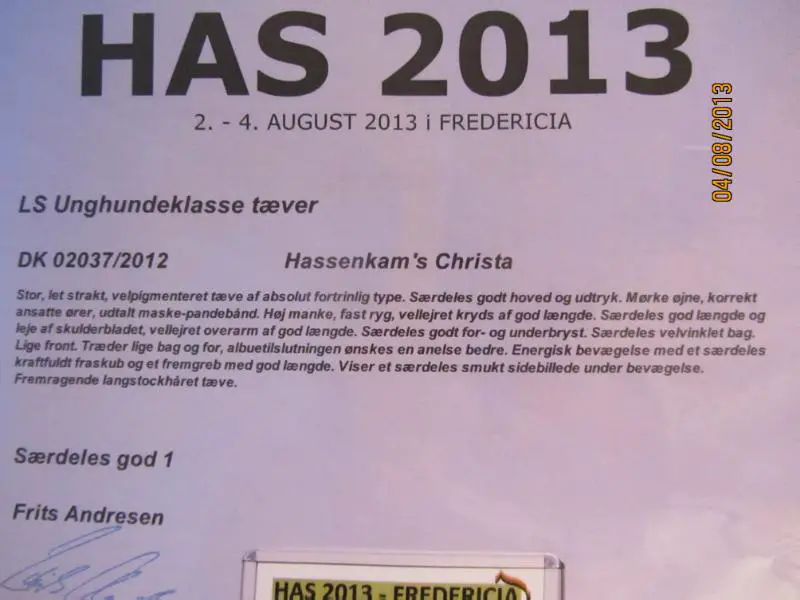 HAS 2013
2. - 4. AUGUST 2013 i FREDERICIA
04/08/2013
LS Unghundeklasse tæver
DK 02037/2012 Hassenkam's Christa
Stor, let strakt, velpigmenteret tæve af absolut fortrinlig type. Særdeles godt hoved og udtryk. Mørke øjne, korrekt
ansatte ører, udtalt maske-pandebånd. Høj manke, fast ryg, vellejret kryds af god længde. Særdeles god længde og
leje af skulderbladet, vellejret overarm af god længde. Særdeles godt for- og underbryst. Særdeles velvinklet bag.
Lige front. Træder lige bag og for, albuetilslutningen ønskes en anelse bedre. Energisk bevægelse med et særdeles
kraftfuldt fraskub og et fremgreb med god længde. Viser et særdeles smukt sidebillede under bevægelse.
Fremragende langstockhåret tæve.
Særdeles god 1
Frits Andresen
HAS 2013 - FREDERICIA